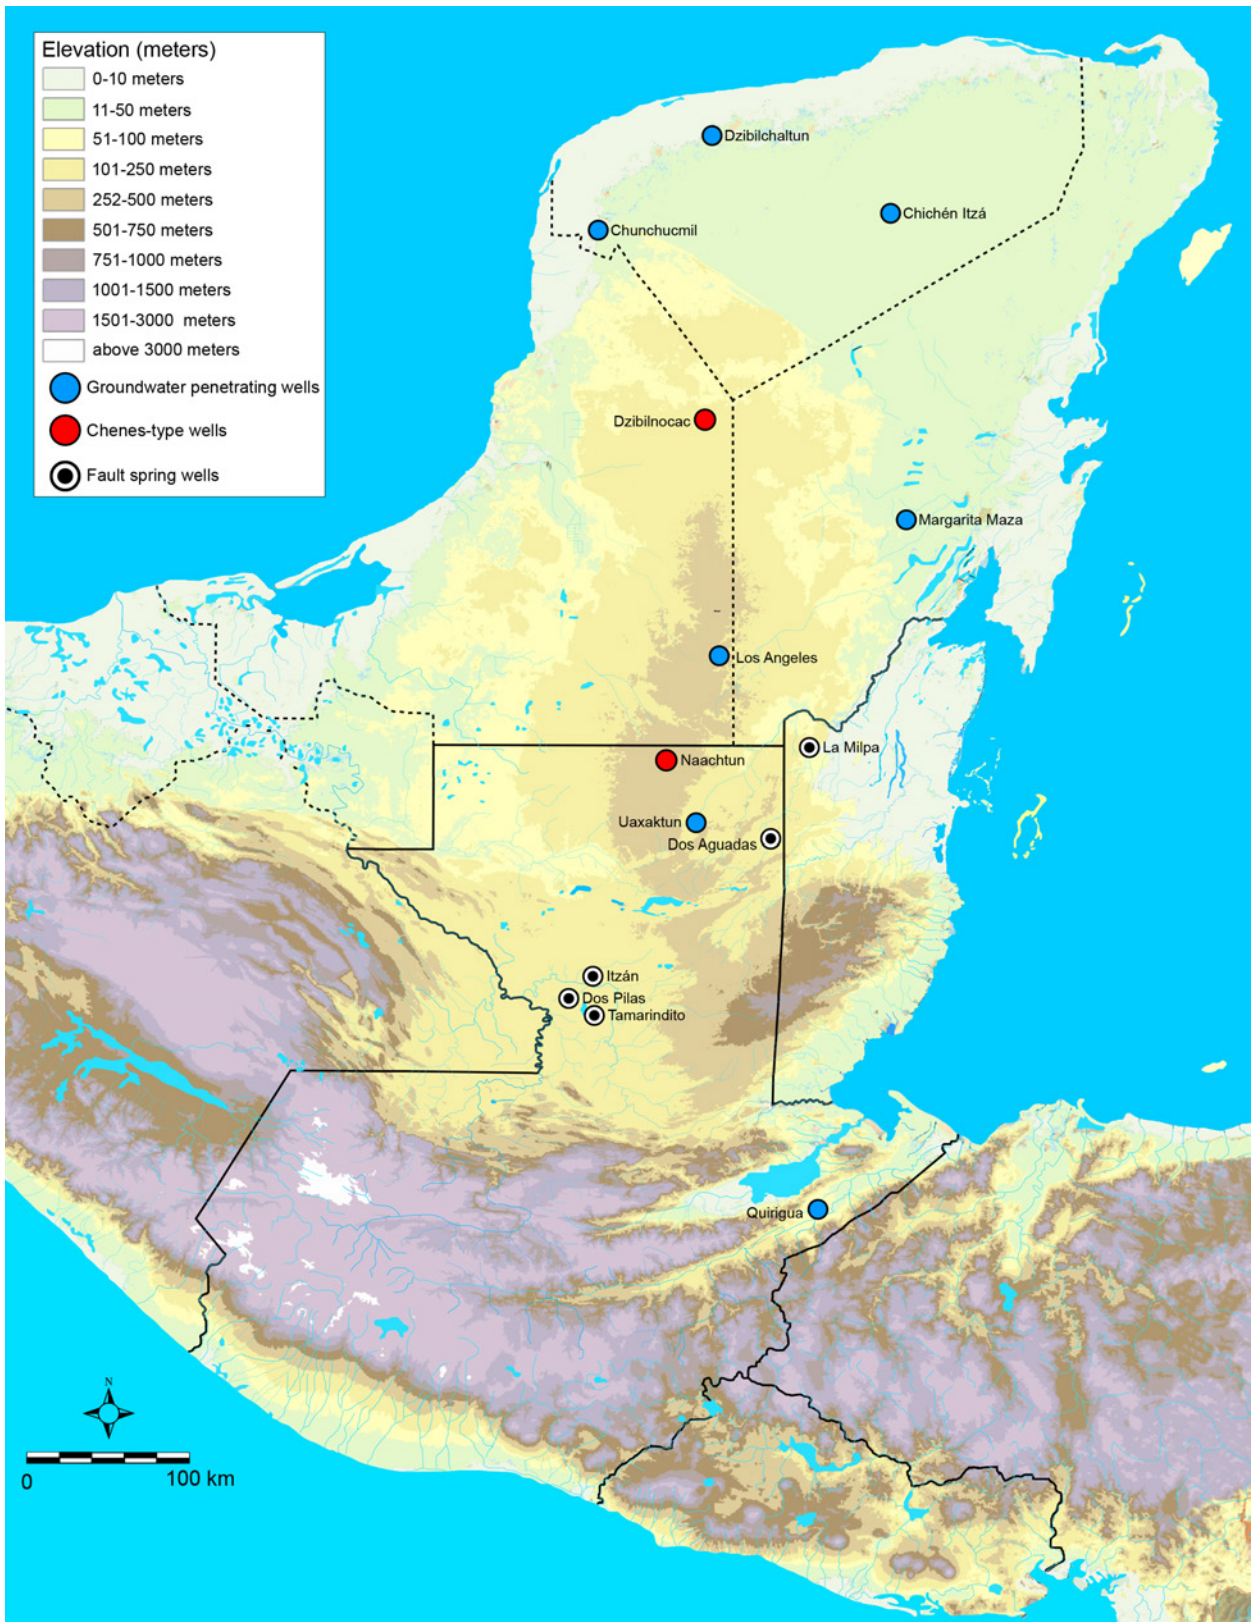 Elevation (meters)
0-10 meters
11-50 meters
51-100 meters
101-250 meters
252-500 meters
501-750 meters
751-1000 meters
1001-1500 meters
1501-3000 meters
above 3000 meters
Groundwater penetrating wells
Chenes-type wells
Fault spring wells
Dzibilchaltun
Chichén Itzá
Chunchucmil
Dzibilnocac
Margarita Maza
Los Angeles
La Milpa
Naachtun
Uaxaktun
Dos Aguadas
Itzán
Dos Pilas
Tamarindito
Quirigua
N
0 100 km